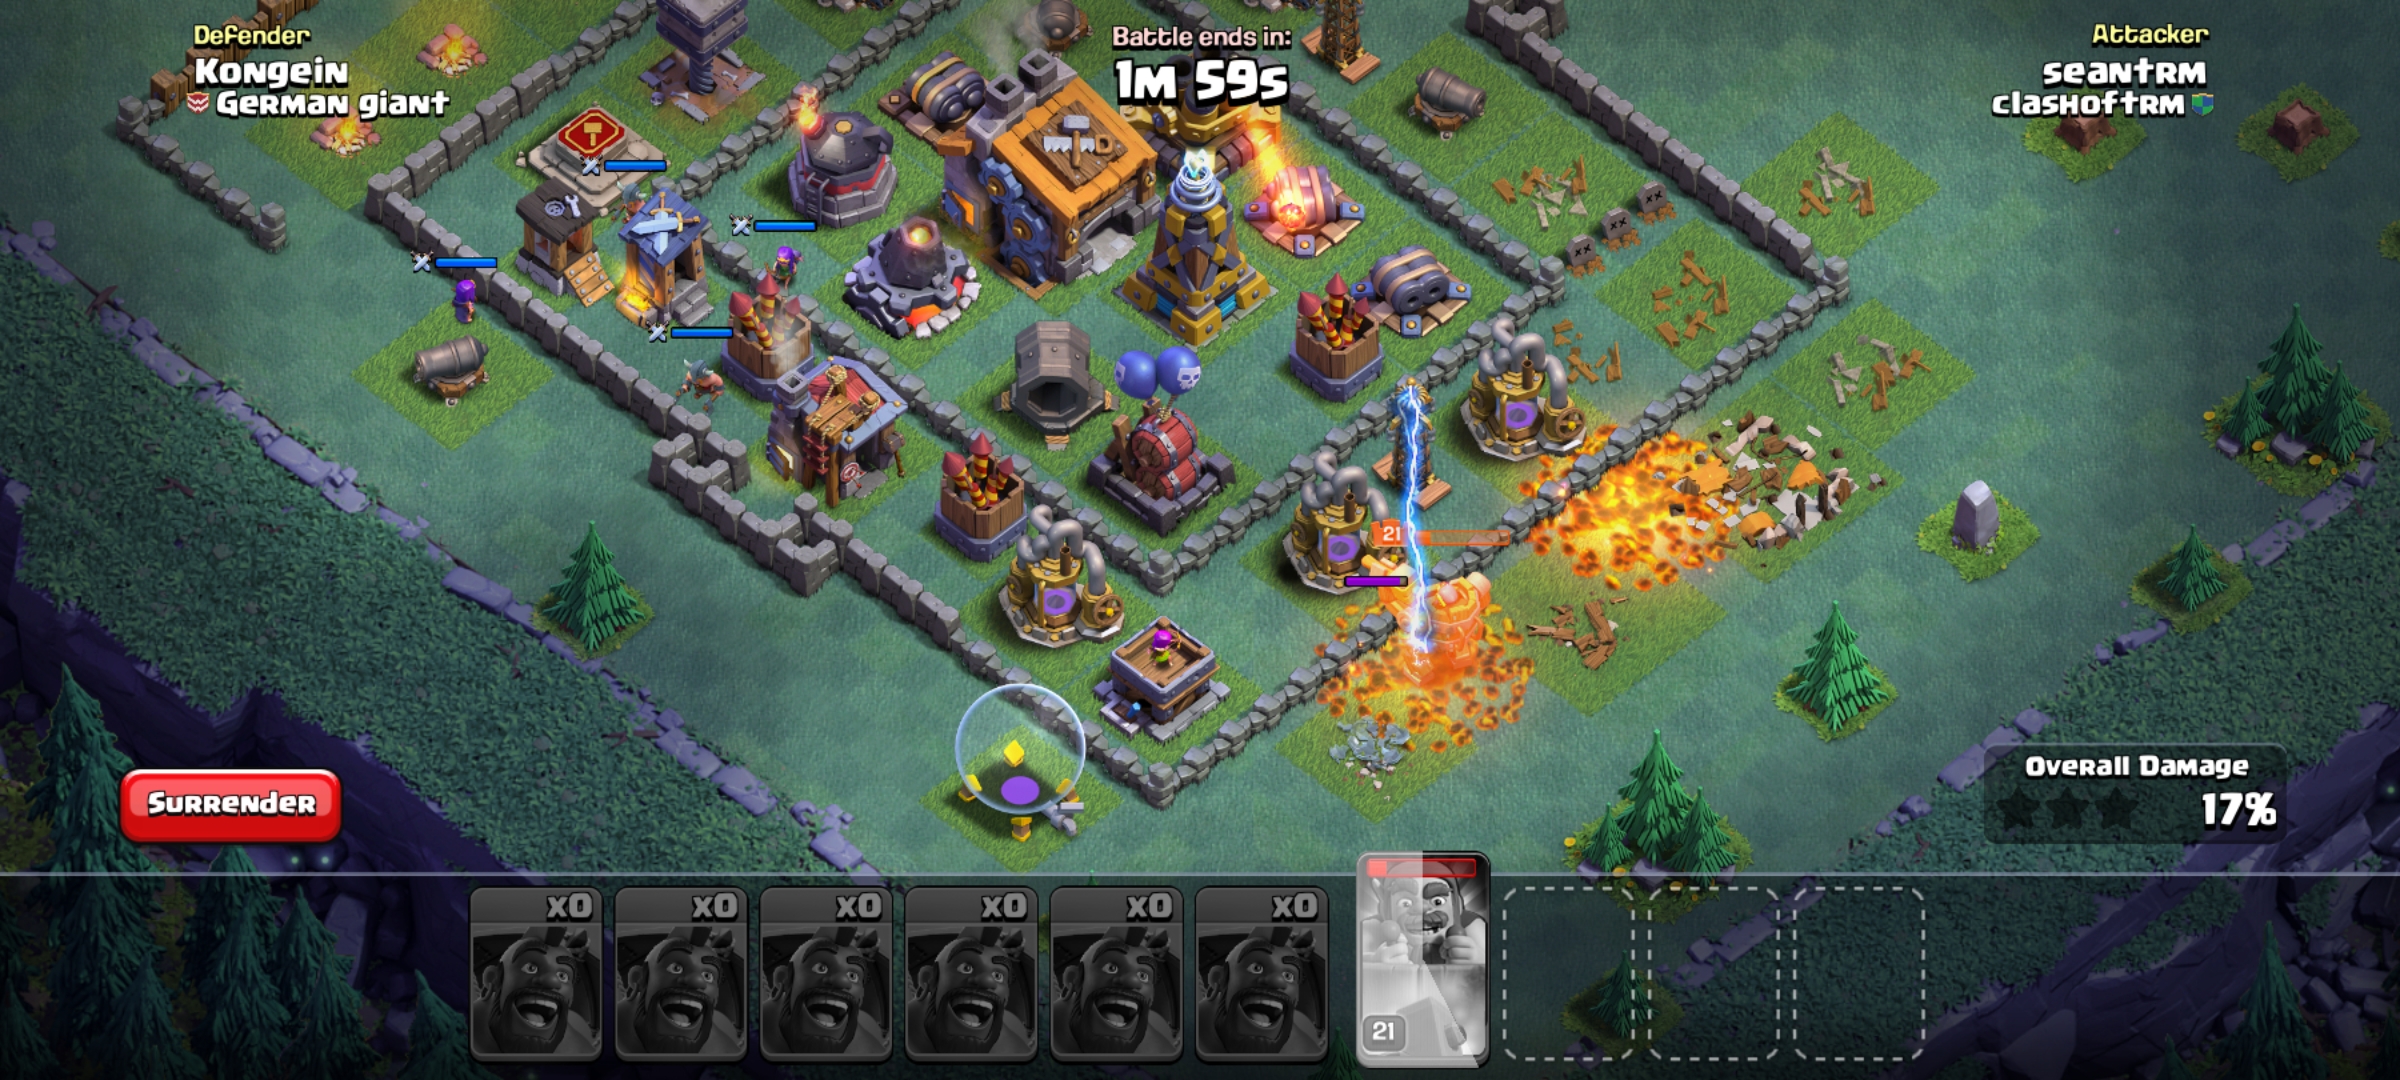 Defender
Kongein
German giant
Battle ends in:
1M 59s
Attacker
seantRM
clashoftRM
21
Surrender
Overall Damage
17%
x0
x0
x0
x0
x0
x0
21